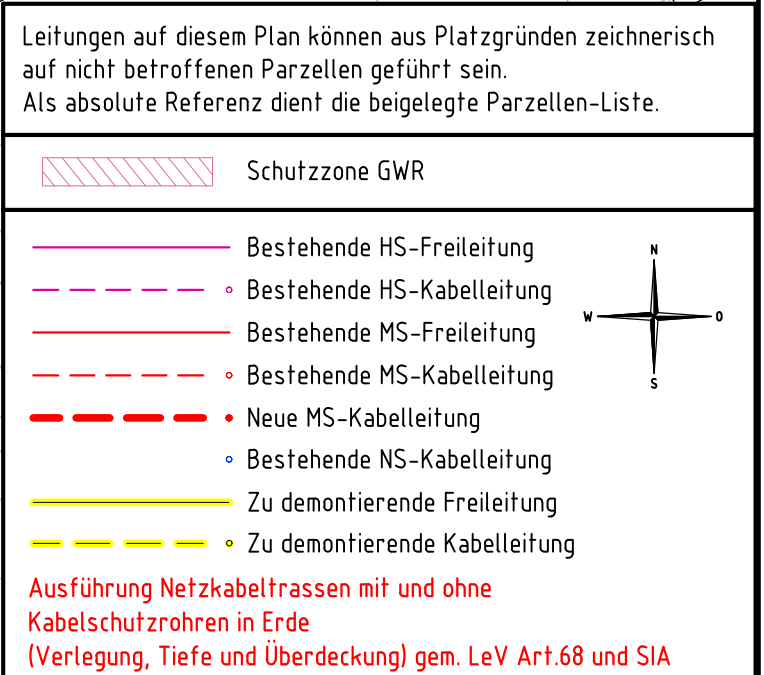 Leitungen auf diesem Plan können aus Platzgründen zeichnerisch
auf nicht betroffenen Parzellen geführt sein.
Als absolute Referenz dient die beigelegte Parzellen-Liste.
Schutzzone GWR
Bestehende HS-Freileitung
Bestehende HS-Kabelleitung
Bestehende MS-Freileitung
Bestehende MS-Kabelleitung
Neue MS-Kabelleitung
Bestehende NS-Kabelleitung
Zu demontierende Freileitung
Zu demontierende Kabelleitung
N
W O
S
Ausführung Netzkabeltrassen mit und ohne
Kabelschutzrohren in Erde
(Verlegung, Tiefe und Überdeckung) gem. LeV Art.68 und SIA